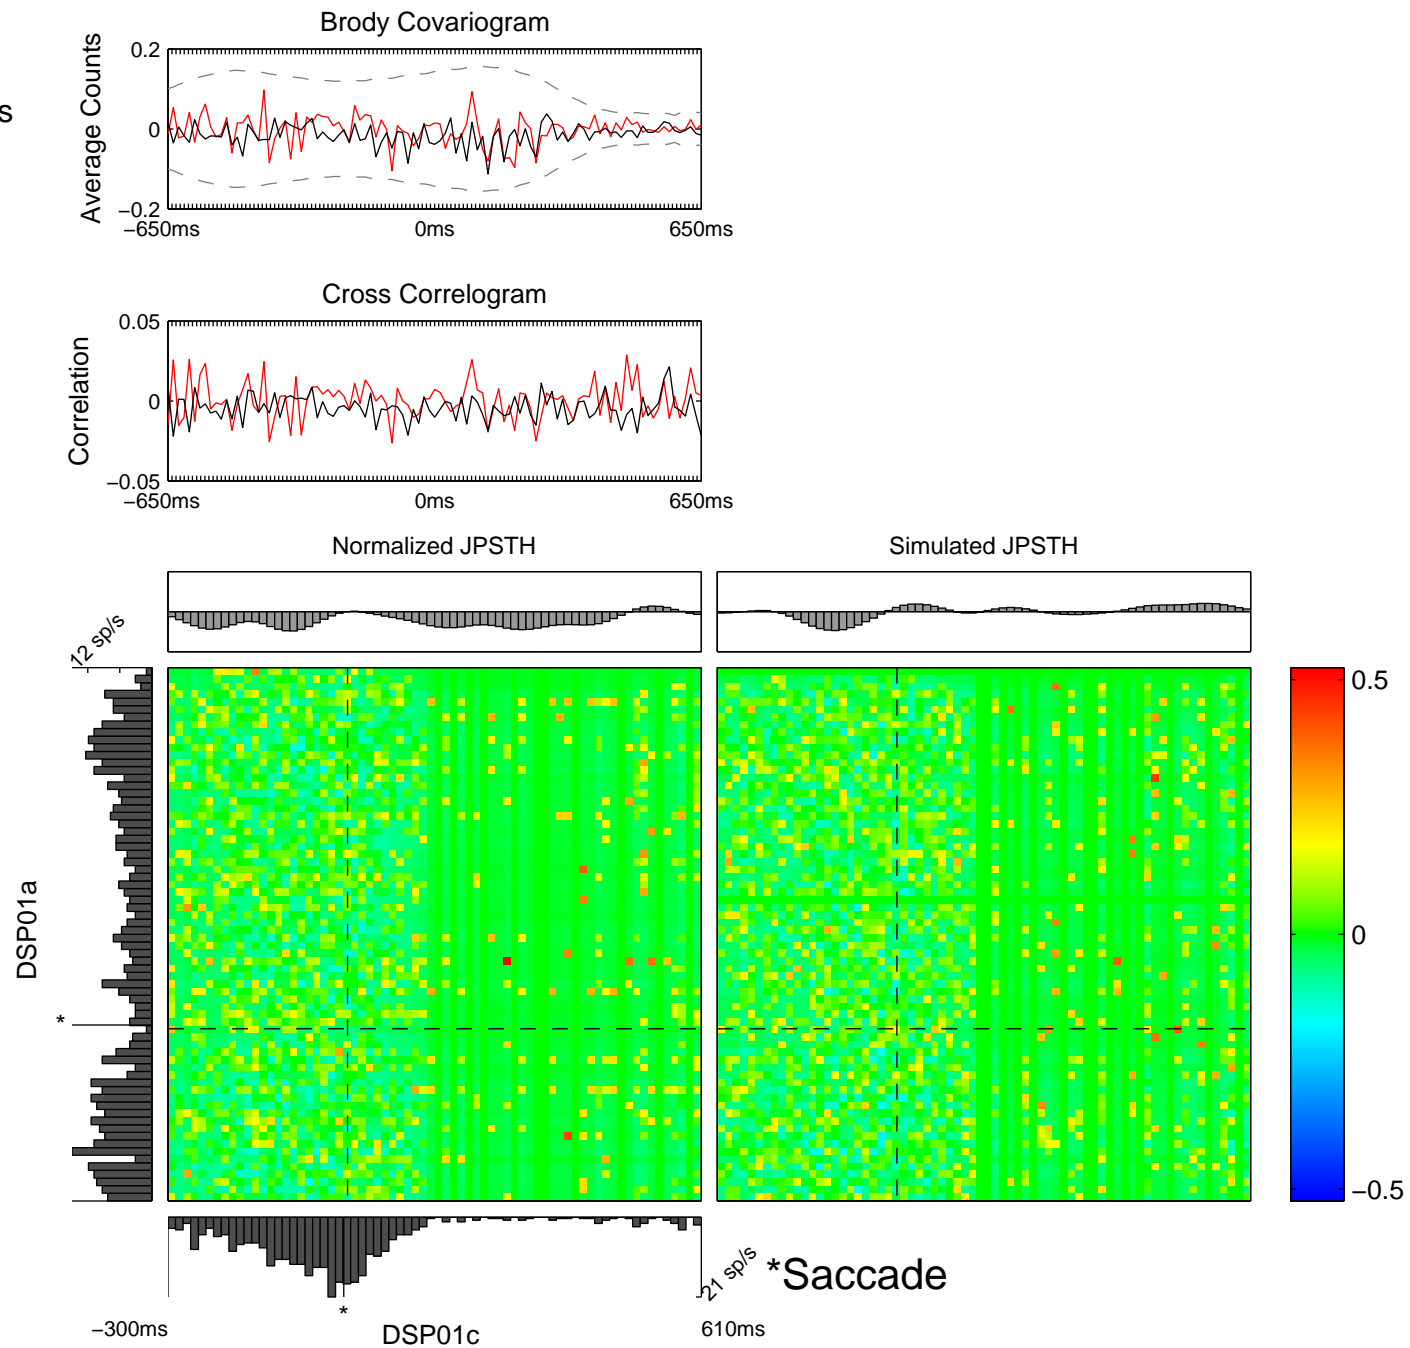 Brody Covariogram
s
Average Counts
0.2
0
−0.2
−650ms
0ms
650ms
Cross Correlogram
Correlation
0.05
0
−0.05
−650ms
0ms
650ms
Normalized JPSTH
Simulated JPSTH
12 sp/s
DSP01a
*
0.5
0
−0.5
21 sp/s
*Saccade
*
−300ms
DSP01c
610ms